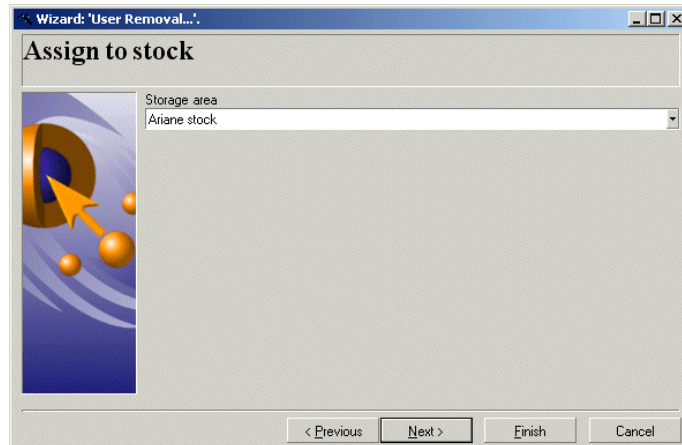 Wizard: 'User Removal...'.
Assign to stock
Storage area
Ariane stock
< Previous
Next >
Finish
Cancel